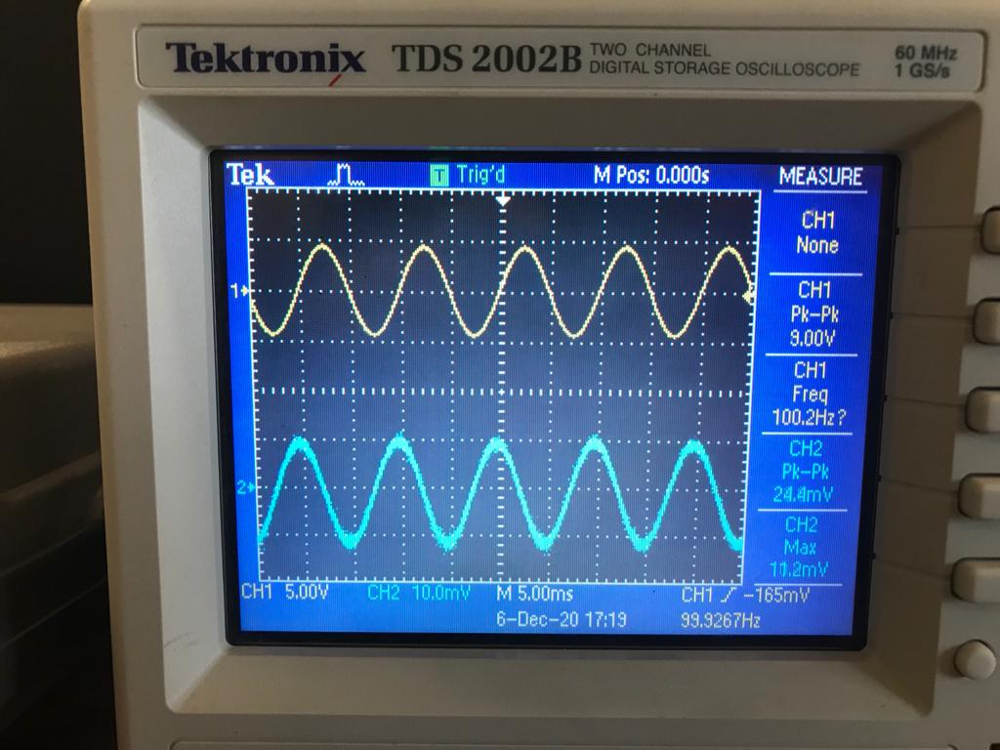 Tektronix TDS 2002B TWO CHANNEL DIGITAL STORAGE OSCILLOSCOPE 60 MHz 1 GS/s
Tek T Trig'd M Pos: 0.000s MEASURE
CH1
None
1
CH1
Pk-Pk
9.00V
CH1
Freq
100.2Hz?
CH2
Pk-Pk
24.4mV
2
CH2
Max
11.2mV
CH1 5.00V CH2 10.0mV M 5.00ms CH1 -165mV
6-Dec-20 17:19 99.9267Hz